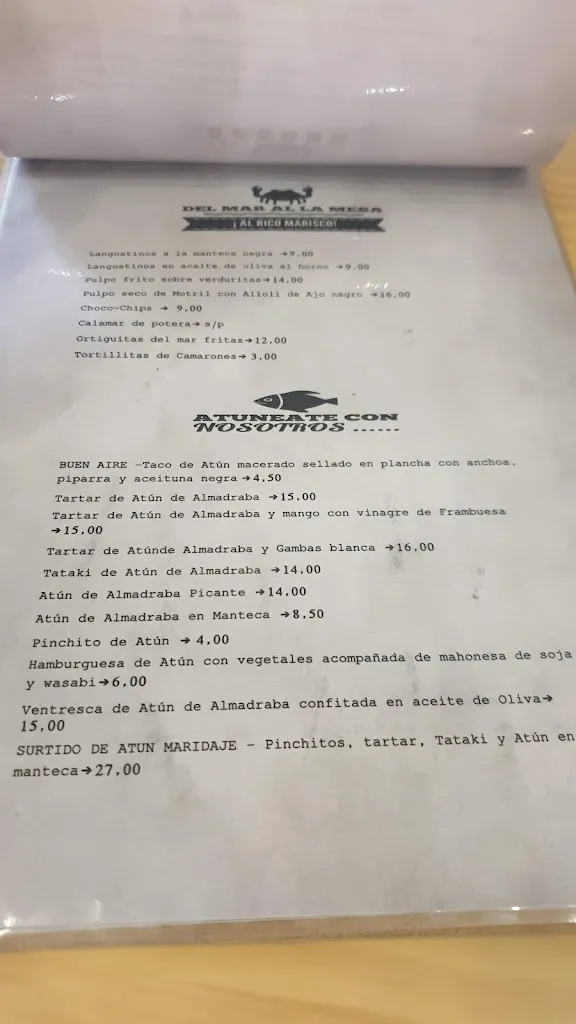 DEL MAR AL LA MESA
¡AL RICO MARISCO!
Langostinos a la manteca negra →9,00
Langostinos en aceite de oliva al horno →9,00
Pulpo frito sobre verduritas→14,00
Pulpo seco de Motril con Alioli de Ajo negro →16,00
Choco-Chips → 9,00
Calamar de potera→ s/p
Ortiguitas del mar fritas→12,00
Tortillitas de Camarones→ 3,00
ATUNEATE CON
NOSOTROS ......
BUEN AIRE -Taco de Atún macerado sellado en plancha con anchoa,
piparra y aceituna negra →4,50
Tartar de Atún de Almadraba →15,00
Tartar de Atún de Almadraba y mango con vinagre de Frambuesa
→15,00
Tartar de Atúnde Almadraba y Gambas blanca →16,00
Tataki de Atún de Almadraba →14,00
Atún de Almadraba Picante →14,00
Atún de Almadraba en Manteca →8,50
Pinchito de Atún → 4,00
Hamburguesa de Atún con vegetales acompañada de mahonesa de soja
y wasabi→6,00
Ventresca de Atún de Almadraba confitada en aceite de Oliva→
15,00
SURTIDO DE ATUN MARIDAJE - Pinchitos, tartar, Tataki y Atún en
manteca→27,00